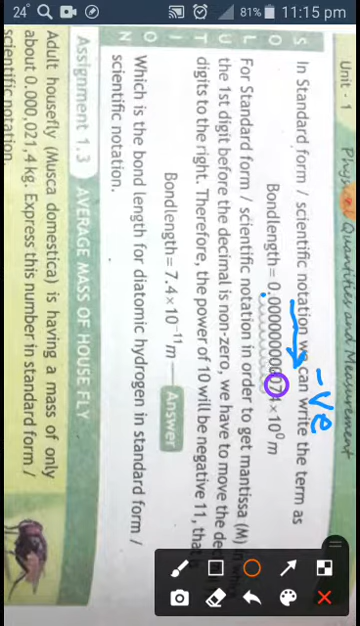 24° 81% 11:15 pm
Unit - 1 Physical Quantities and Measurement
In Standard form / scientific notation we can write the term as
Bondlength = 0.000000000074 × 10⁰ m
-ve
For Standard form / scientific notation in order to get mantissa (M) in
the 1st digit before the decimal is non-zero, we have to move the
digits to the right. Therefore, the power of 10 will be negative 11,
Bondlength = 7.4 × 10⁻¹¹ m Answer
Which is the bond length for diatomic hydrogen in standard form /
scientific notation.
S
O
L
U
T
I
O
N
Assignment 1.3 AVERAGE MASS OF HOUSE FLY
Adult housefly (Musca domestica) is having a mass of only
about 0.000,021,4 kg. Express this number in standard form /
scientific notation.